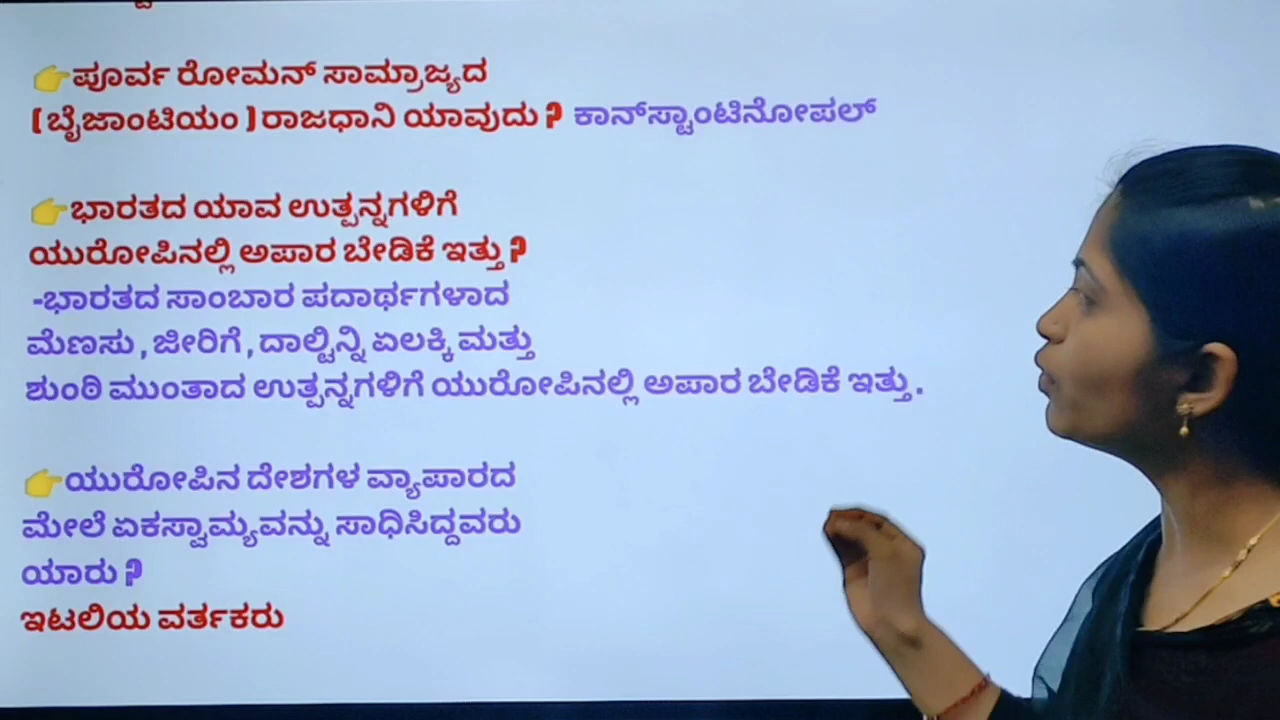 👉ಪೂರ್ವ ರೋಮನ್ ಸಾಮ್ರಾಜ್ಯದ
( ಬೈಜಾಂಟಿಯಂ ) ರಾಜಧಾನಿ ಯಾವುದು ? ಕಾನ್‌ಸ್ಟಾಂಟಿನೋಪಲ್
👉ಭಾರತದ ಯಾವ ಉತ್ಪನ್ನಗಳಿಗೆ
ಯುರೋಪಿನಲ್ಲಿ ಅಪಾರ ಬೇಡಿಕೆ ಇತ್ತು ?
-ಭಾರತದ ಸಾಂಬಾರ ಪದಾರ್ಥಗಳಾದ
ಮೆಣಸು , ಜೀರಿಗೆ , ದಾಲ್ಚಿನ್ನಿ ಏಲಕ್ಕಿ ಮತ್ತು
ಶುಂಠಿ ಮುಂತಾದ ಉತ್ಪನ್ನಗಳಿಗೆ ಯುರೋಪಿನಲ್ಲಿ ಅಪಾರ ಬೇಡಿಕೆ ಇತ್ತು .
👉ಯುರೋಪಿನ ದೇಶಗಳ ವ್ಯಾಪಾರದ
ಮೇಲೆ ಏಕಸ್ವಾಮ್ಯವನ್ನು ಸಾಧಿಸಿದ್ದವರು
ಯಾರು ?
ಇಟಲಿಯ ವರ್ತಕರು